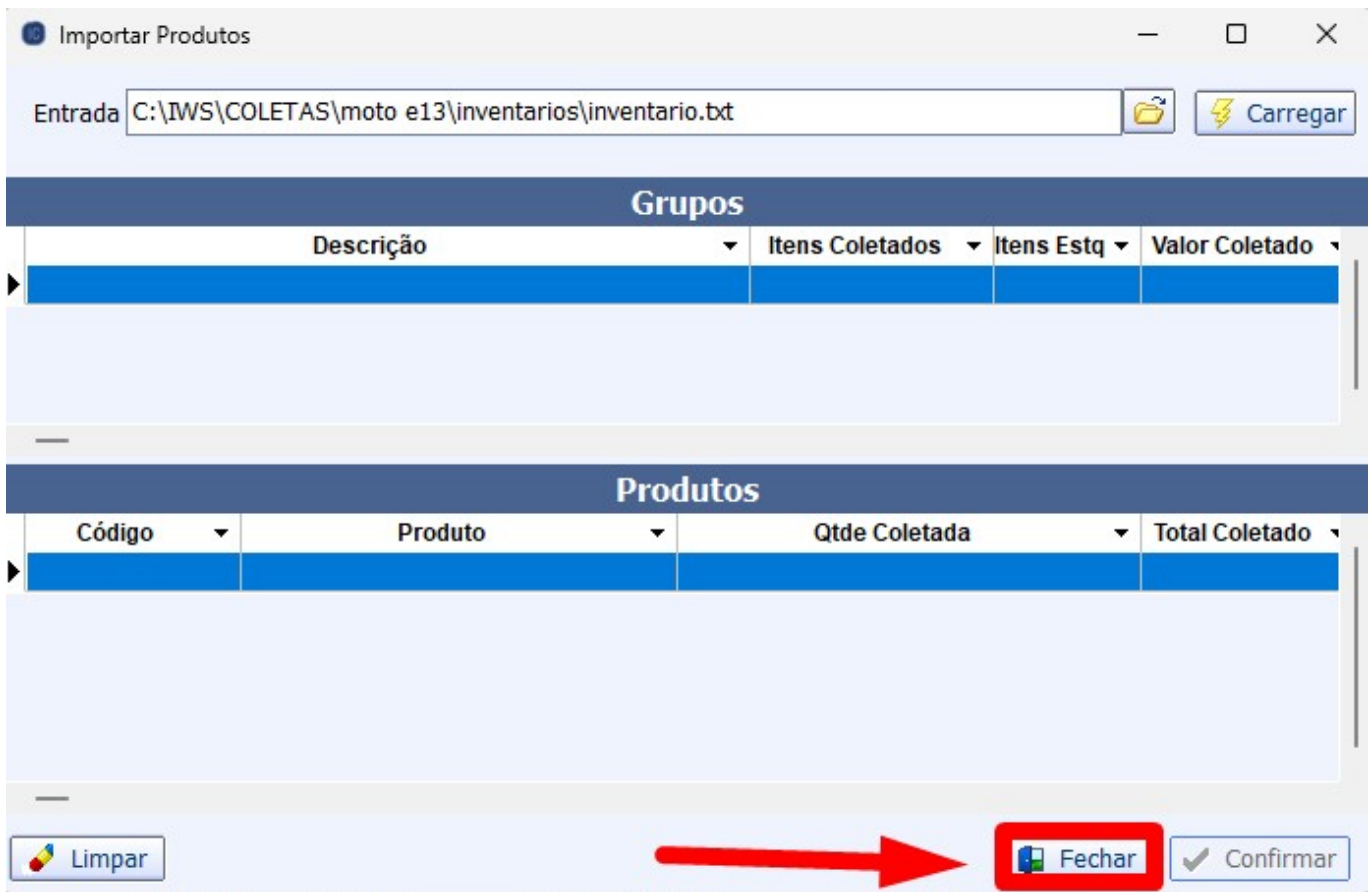 Importar Produtos
Entrada C:\IWS\COLETAS\moto e13\inventarios\inventario.txt Carregar
Grupos
Descrição Itens Coletados Itens Estq Valor Coletado
Produtos
Código Produto Qtde Coletada Total Coletado
Limpar Fechar Confirmar